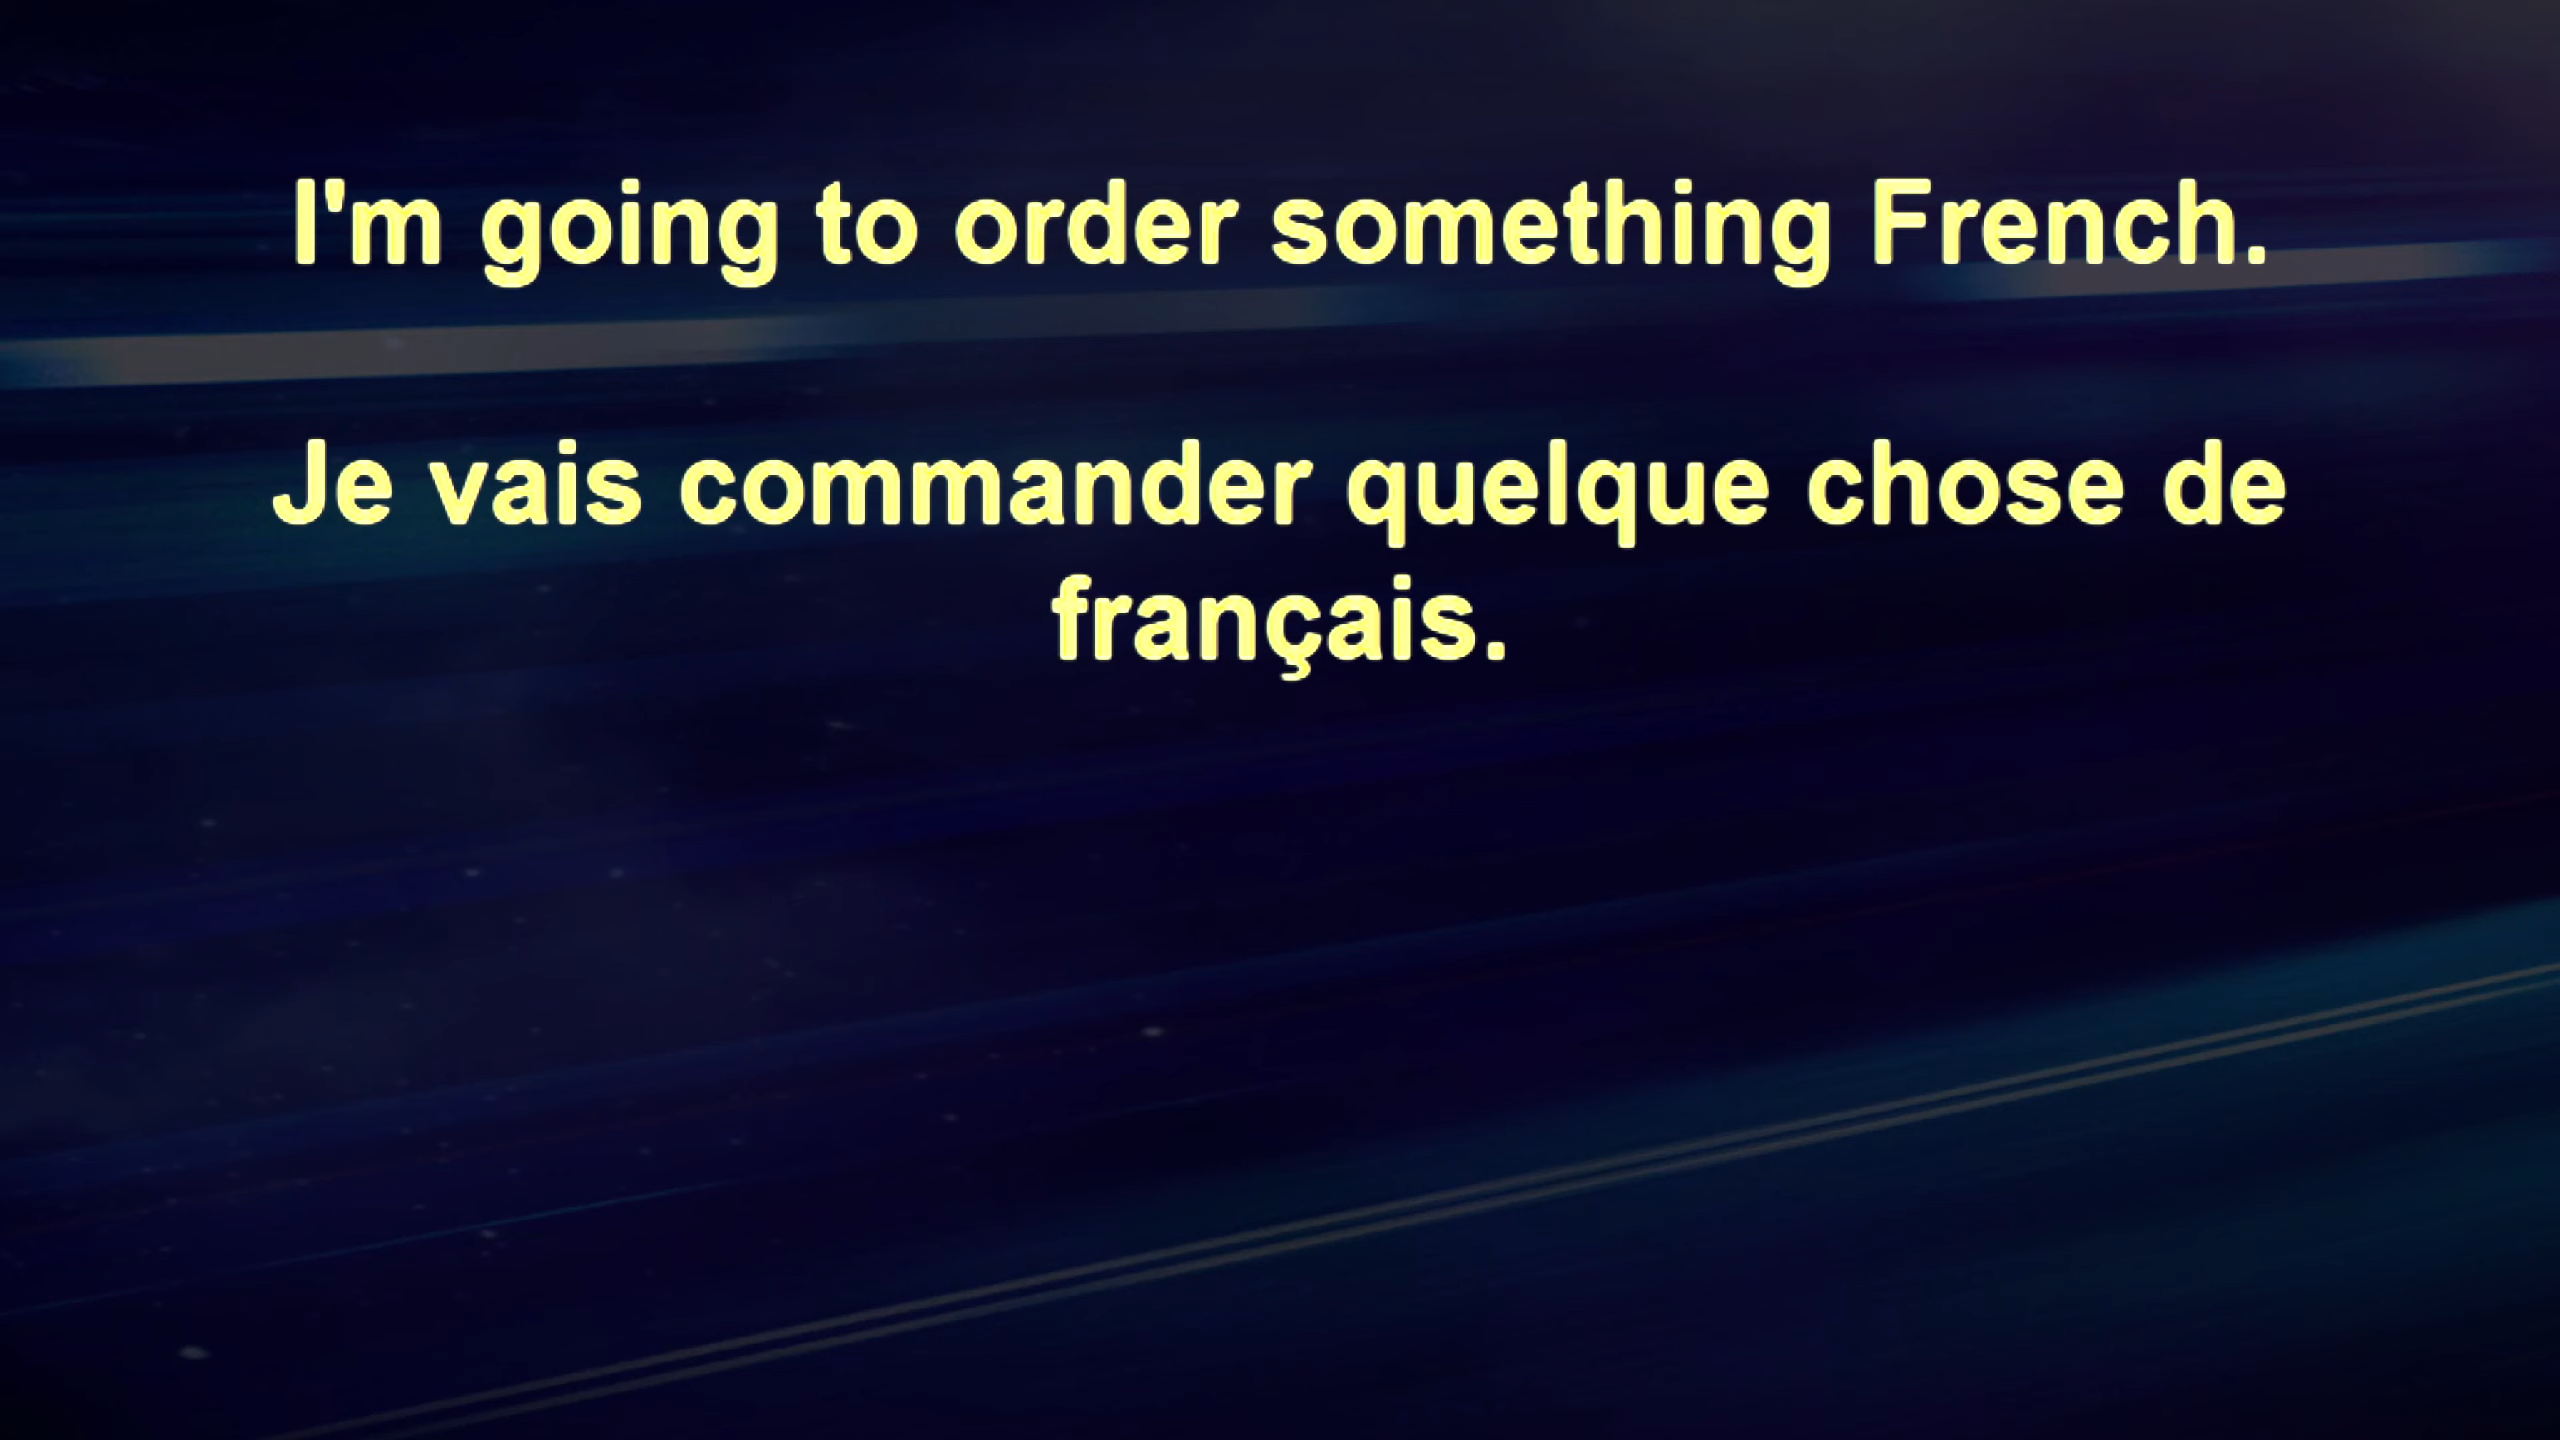 I'm going to order something French.
Je vais commander quelque chose de
français.